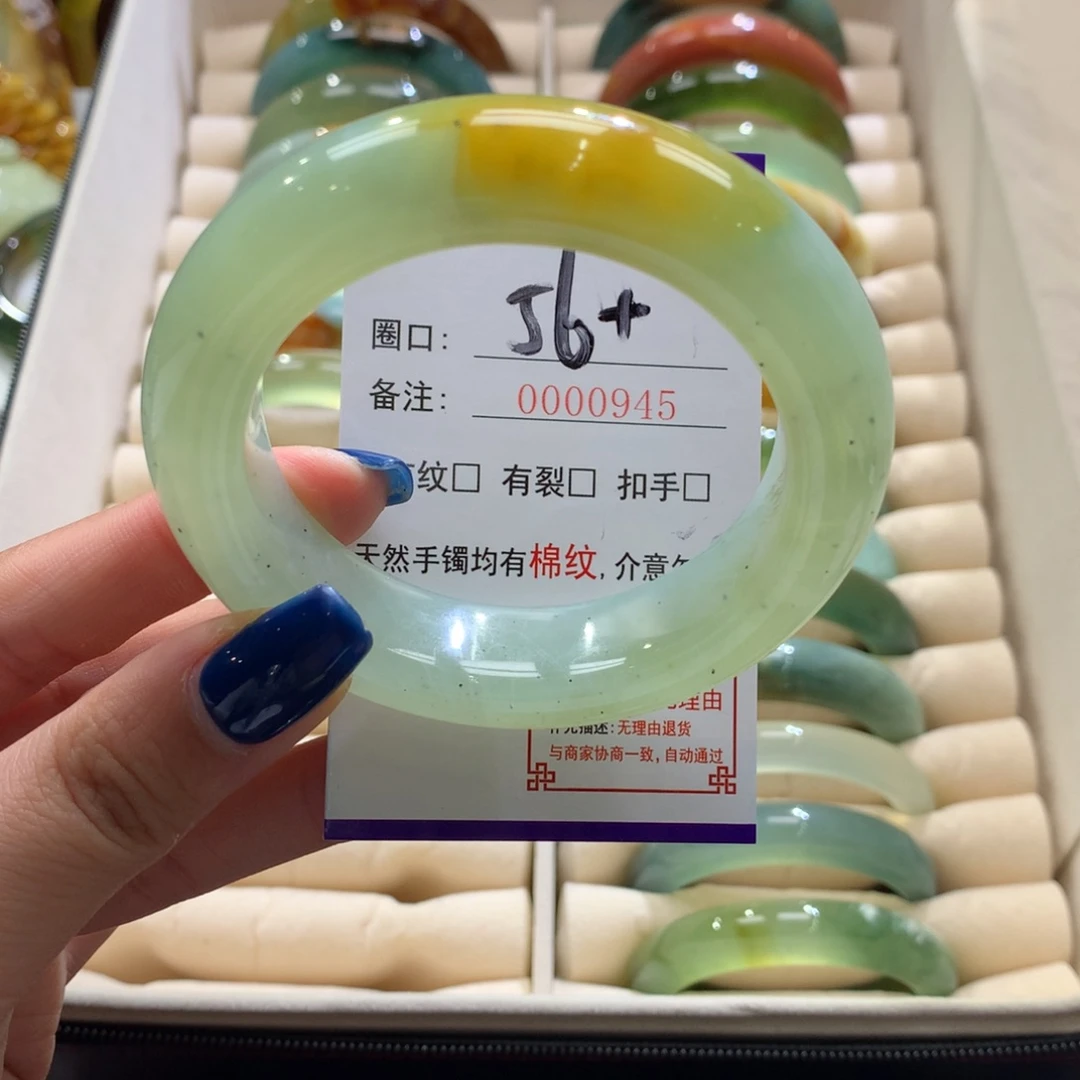 圈口: 56+
备注: 0000945
纹□ 有裂□ 扣手□
天然手镯均有棉纹, 介意
理由
描述:无理由退货
与商家协商一致, 自动通过